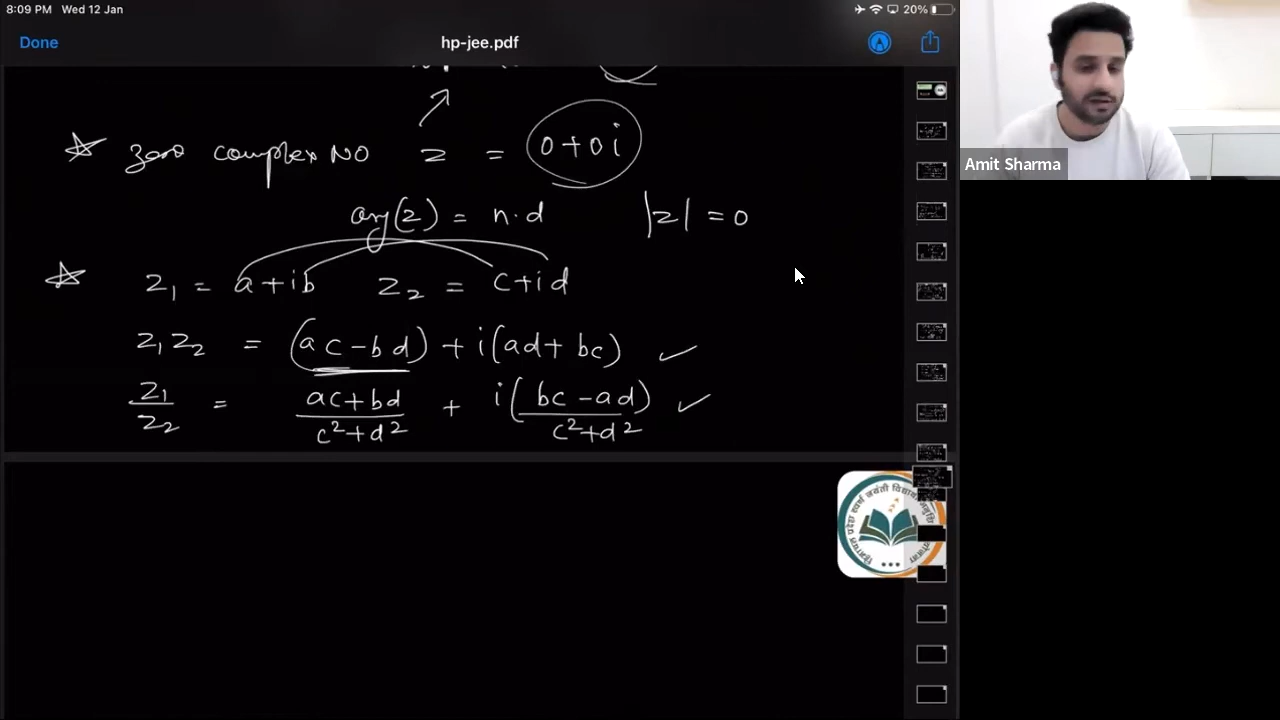 8:09 PM Wed 12 Jan 20%
Done hp-jee.pdf
Amit Sharma
☆ zero complex NO z = 0+0i
arg(z) = n.d |z| = 0
☆ z₁ = a+ib z₂ = c+id
z₁z₂ = (ac-bd) + i(ad+bc) ✓
z₁/z₂ = (ac+bd)/(c²+d²) + i(bc-ad)/(c²+d²) ✓